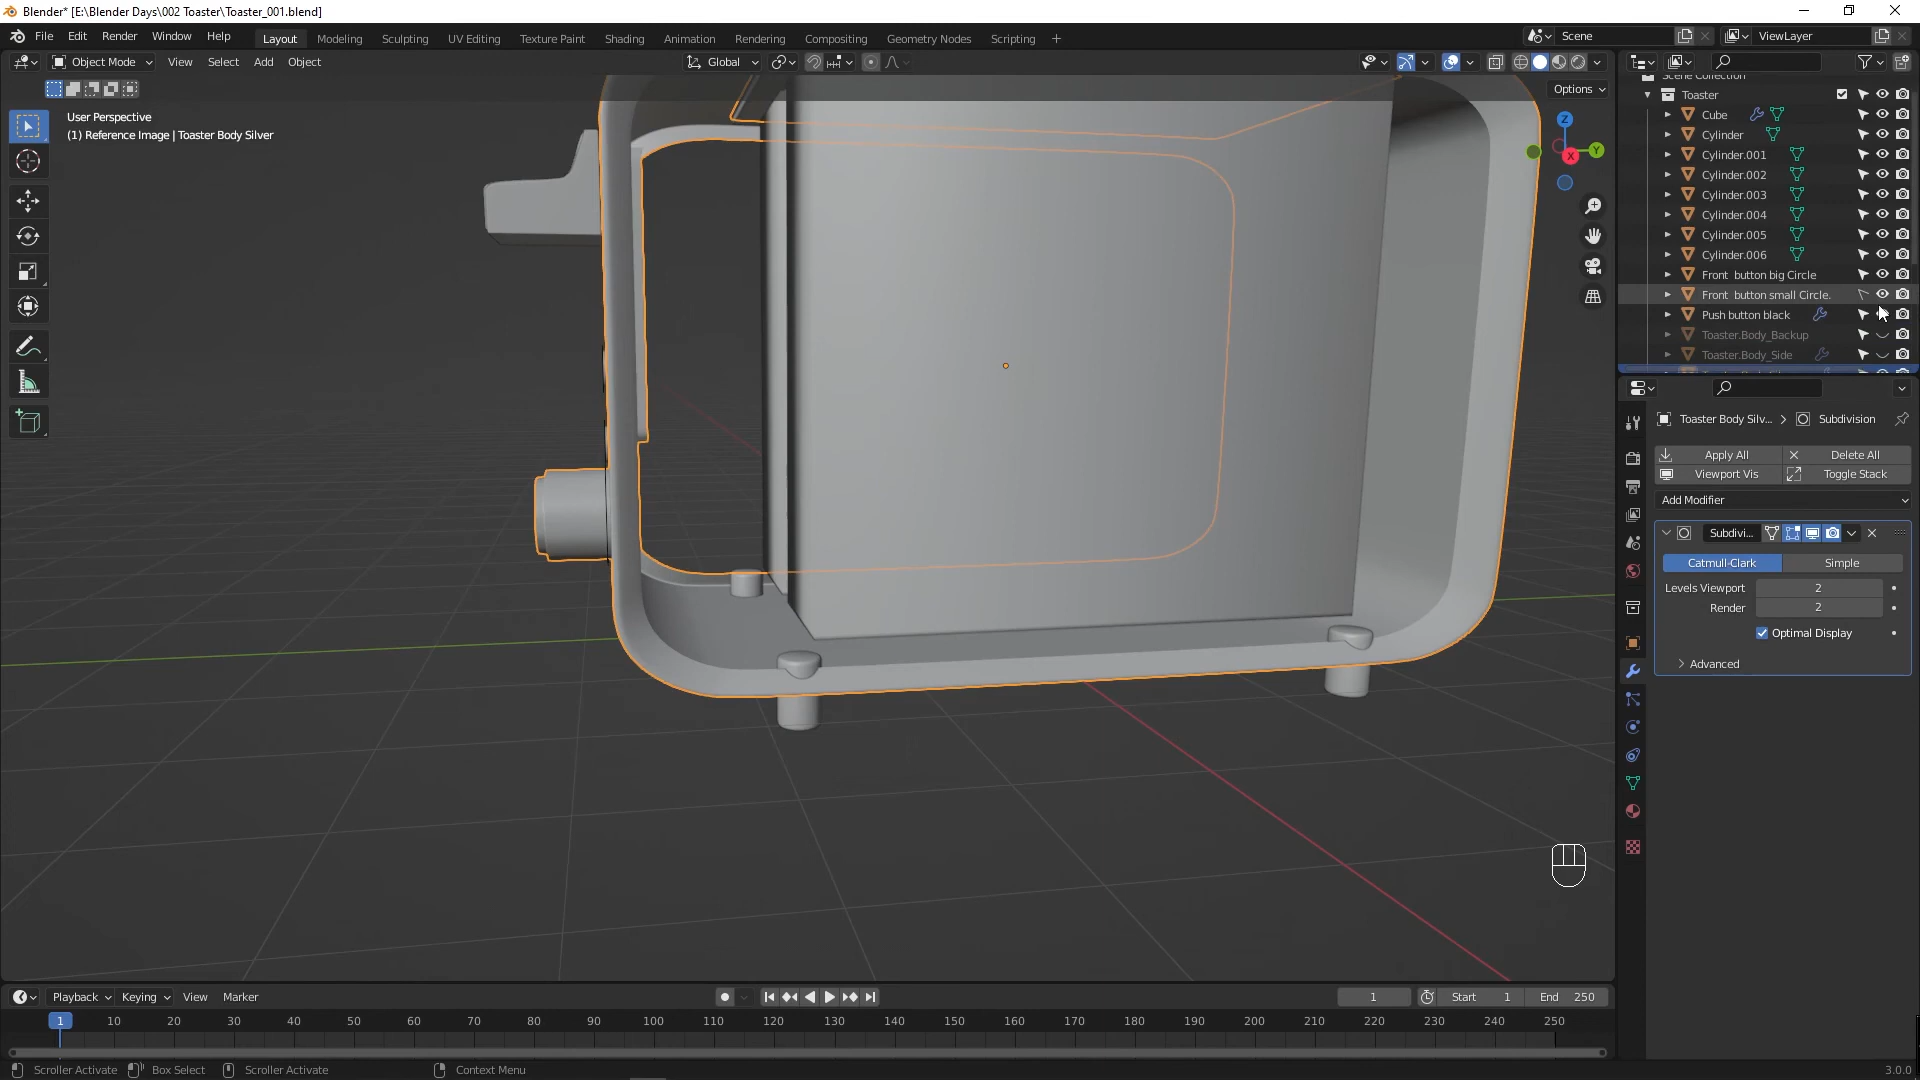 Blender* [E:\Blender Days\002 Toaster\Toaster_001.blend]
File Edit Render Window Help Layout Modeling Sculpting UV Editing Texture Paint Shading Animation Rendering Compositing Geometry Nodes Scripting + Scene ViewLayer
Object Mode View Select Add Object Global
Options
User Perspective
(1) Reference Image | Toaster Body Silver
Z
Y
X
Scene Collection
Toaster
Cube
Cylinder
Cylinder.001
Cylinder.002
Cylinder.003
Cylinder.004
Cylinder.005
Cylinder.006
Front button big Circle
Front button small Circle.
Push button black
Toaster.Body_Backup
Toaster.Body_Side
Toaster Body Silv... > Subdivision
Apply All Delete All
Viewport Vis Toggle Stack
Add Modifier
Subdivi...
Catmull-Clark Simple
Levels Viewport 2
Render 2
Optimal Display
Advanced
Playback Keying View Marker 1 Start 1 End 250
1 10 20 30 40 50 60 70 80 90 100 110 120 130 140 150 160 170 180 190 200 210 220 230 240 250
Scroller Activate Box Select Scroller Activate Context Menu 3.0.0